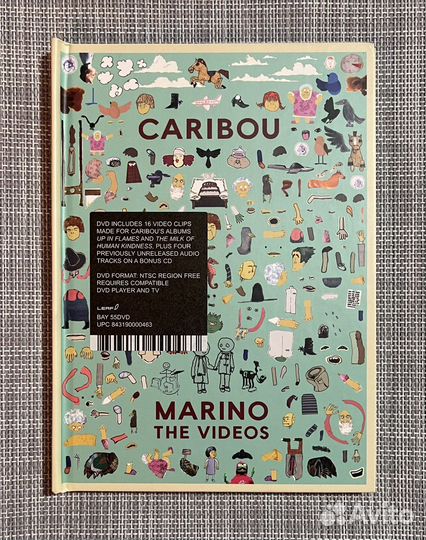 CARIBOU
DVD INCLUDES 16 VIDEO CLIPS
MADE FOR CARIBOU'S ALBUMS
UP IN FLAMES AND THE MILK OF
HUMAN KINDNESS, PLUS FOUR
PREVIOUSLY UNRELEASED AUDIO
TRACKS ON A BONUS CD
DVD FORMAT: NTSC REGION FREE
REQUIRES COMPATIBLE
DVD PLAYER AND TV
LEAF
BAY 55DVD
UPC 843190000463
MARINO
THE VIDEOS
Avito